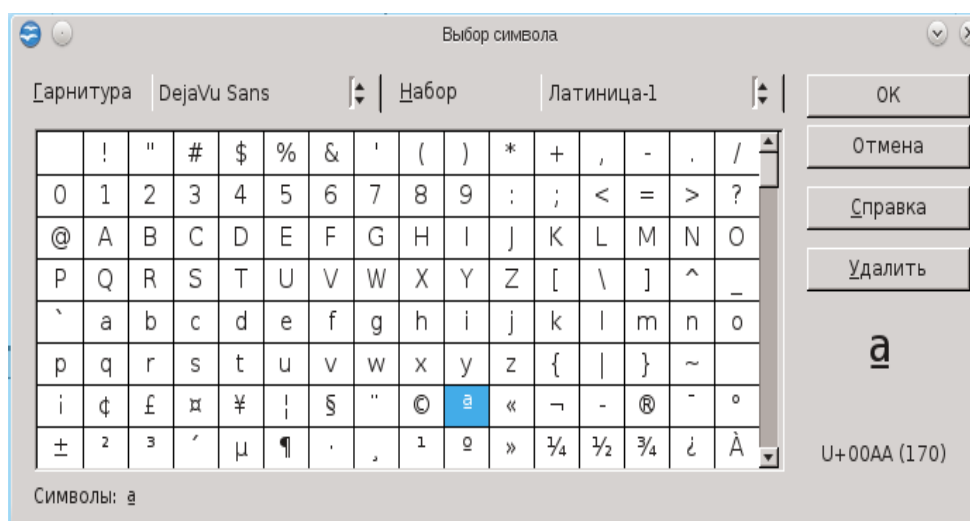 Выбор символа
Гарнитура DejaVu Sans Набор Латиница-1
! " # $ % & ' ( ) * + , - . /
0 1 2 3 4 5 6 7 8 9 : ; < = > ?
@ A B C D E F G H I J K L M N O
P Q R S T U V W X Y Z [ \ ] ^ _
` a b c d e f g h i j k l m n o
p q r s t u v w x y z { | } ~
¡ ¢ £ ¤ ¥ ¦ § ¨ © ª « ¬ - ® ¯ °
± ² ³ ´ µ ¶ · ¸ ¹ º » ¼ ½ ¾ ¿ À
Символы: ª
OK
Отмена
Справка
Удалить
ª
U+00AA (170)